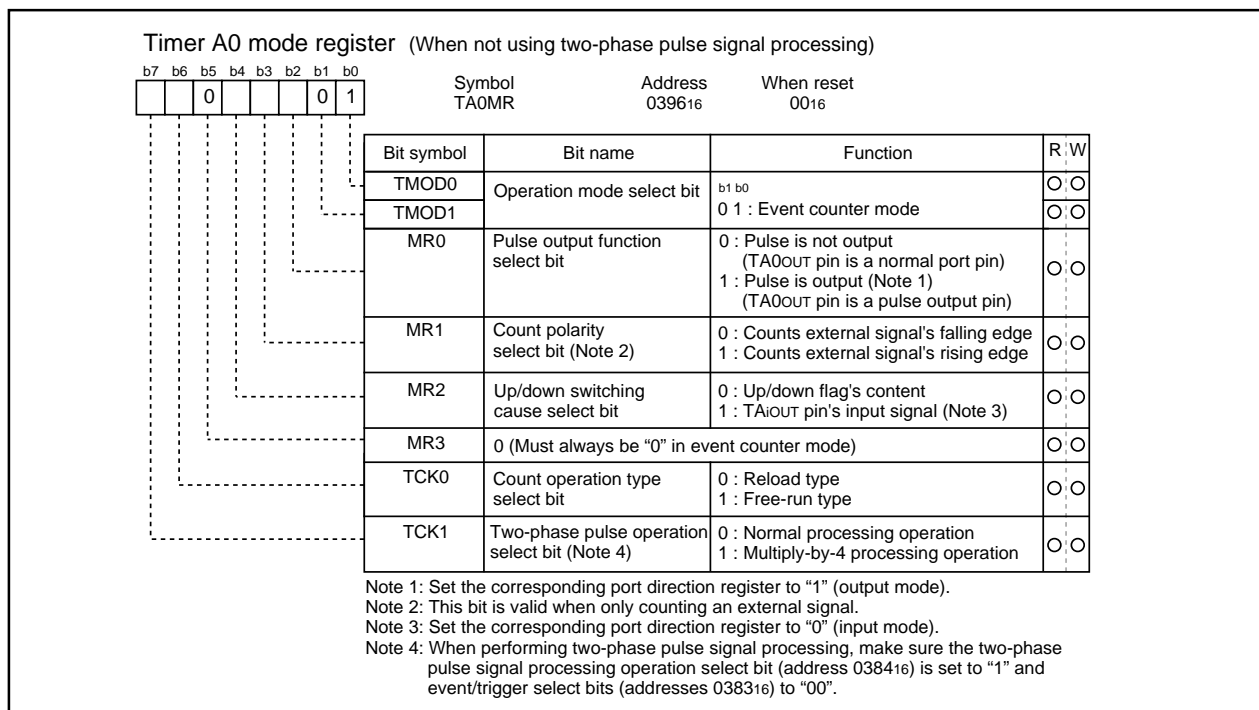 Timer A0 mode register (When not using two-phase pulse signal processing)
b7 b6 b5 b4 b3 b2 b1 b0
0 0 1
Symbol Address When reset
TA0MR 039616 0016
Bit symbol Bit name Function R W
TMOD0 Operation mode select bit b1 b0
TMOD1 0 1 : Event counter mode
MR0 Pulse output function 0 : Pulse is not output
select bit (TA0OUT pin is a normal port pin)
1 : Pulse is output (Note 1)
(TA0OUT pin is a pulse output pin)
MR1 Count polarity 0 : Counts external signal's falling edge
select bit (Note 2) 1 : Counts external signal's rising edge
MR2 Up/down switching 0 : Up/down flag's content
cause select bit 1 : TAiOUT pin's input signal (Note 3)
MR3 0 (Must always be “0” in event counter mode)
TCK0 Count operation type 0 : Reload type
select bit 1 : Free-run type
TCK1 Two-phase pulse operation 0 : Normal processing operation
select bit (Note 4) 1 : Multiply-by-4 processing operation
Note 1: Set the corresponding port direction register to “1” (output mode).
Note 2: This bit is valid when only counting an external signal.
Note 3: Set the corresponding port direction register to “0” (input mode).
Note 4: When performing two-phase pulse signal processing, make sure the two-phase
pulse signal processing operation select bit (address 038416) is set to “1” and
event/trigger select bits (addresses 038316) to “00”.